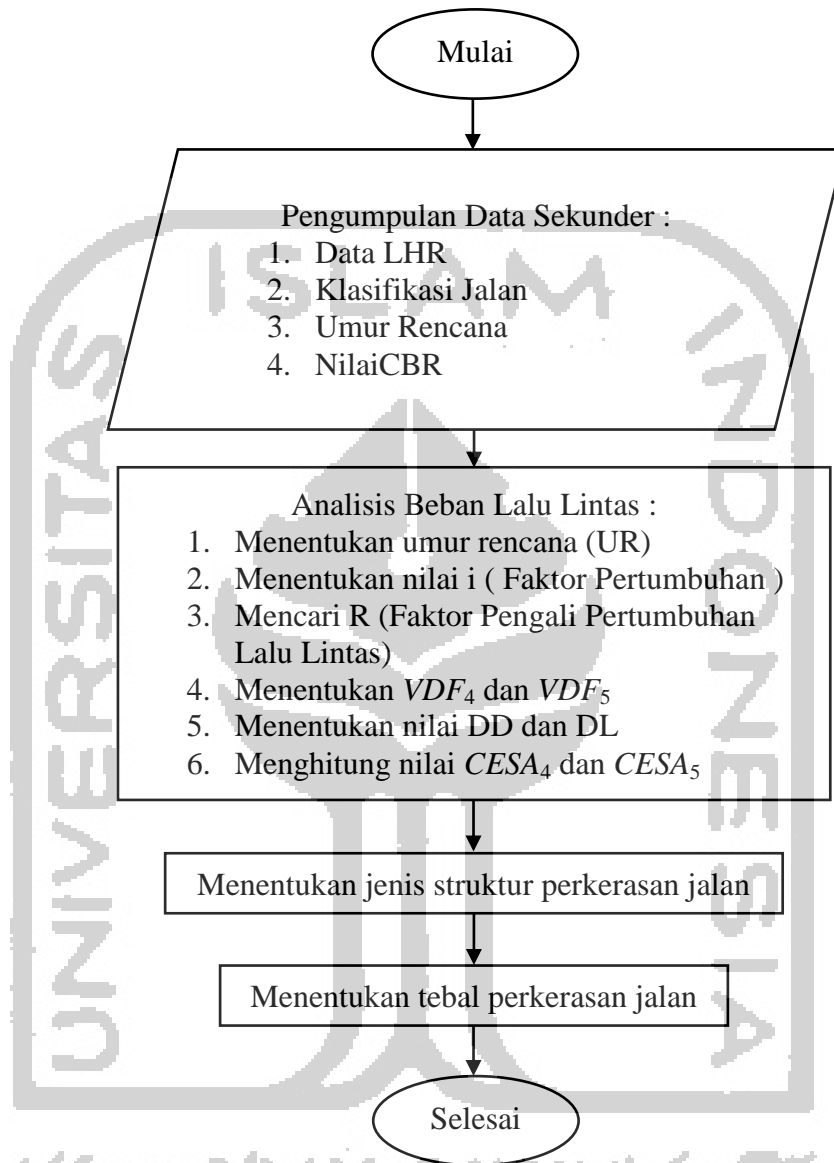 Mulai
Pengumpulan Data Sekunder :
1. Data LHR
2. Klasifikasi Jalan
3. Umur Rencana
4. NilaiCBR
Analisis Beban Lalu Lintas :
1. Menentukan umur rencana (UR)
2. Menentukan nilai i ( Faktor Pertumbuhan )
3. Mencari R (Faktor Pengali Pertumbuhan
Lalu Lintas)
4. Menentukan VDF₄ dan VDF₅
5. Menentukan nilai DD dan DL
6. Menghitung nilai CESA₄ dan CESA₅
Menentukan jenis struktur perkerasan jalan
Menentukan tebal perkerasan jalan
Selesai
UNIVERSITAS
ISLAM
INDONESIA